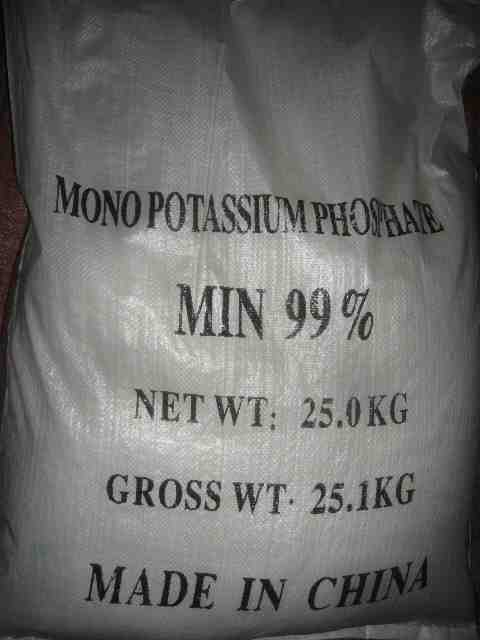 MONO POTASSIUM PHOSPHATE
MIN 99%
NET WT: 25.0KG
GROSS WT. 25.1KG
MADE IN CHINA